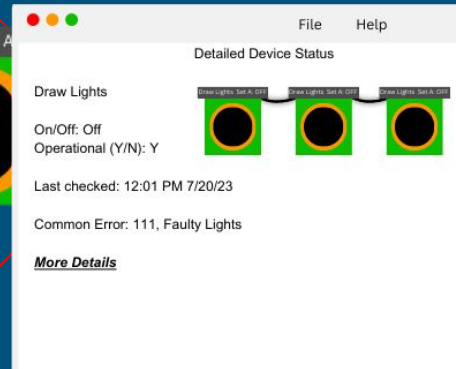 File Help
Detailed Device Status
Draw Lights
Draw Lights Set A: OFF
Draw Lights Set A: OFF
Draw Lights Set A: OFF
On/Off: Off
Operational (Y/N): Y
Last checked: 12:01 PM 7/20/23
Common Error: 111, Faulty Lights
More Details